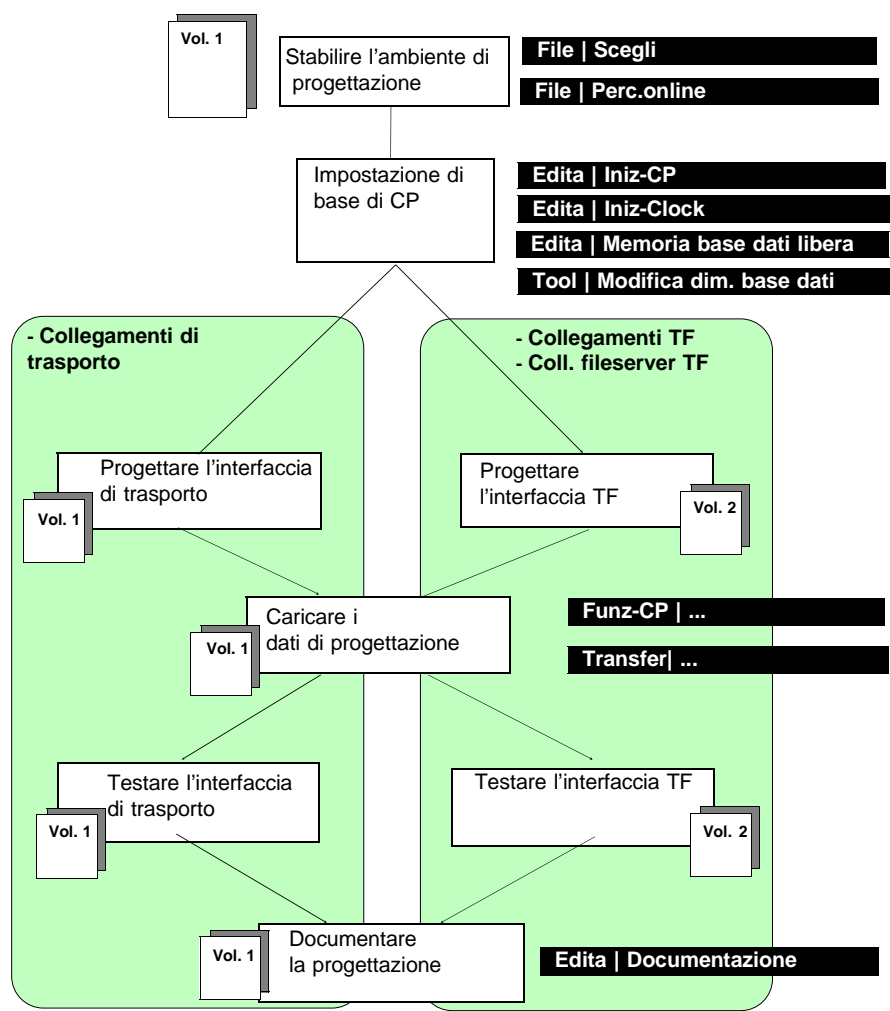 Vol. 1
Stabilire l'ambiente di
progettazione
File | Scegli
File | Perc.online
Impostazione di
base di CP
Edita | Iniz-CP
Edita | Iniz-Clock
Edita | Memoria base dati libera
Tool | Modifica dim. base dati
- Collegamenti di
trasporto
- Collegamenti TF
- Coll. fileserver TF
Progettare l'interfaccia
di trasporto
Vol. 1
Progettare
l'interfaccia TF
Vol. 2
Caricare i
dati di progettazione
Vol. 1
Funz-CP | ...
Transfer| ...
Testare l'interfaccia
di trasporto
Vol. 1
Testare l'interfaccia TF
Vol. 2
Documentare
la progettazione
Vol. 1
Edita | Documentazione